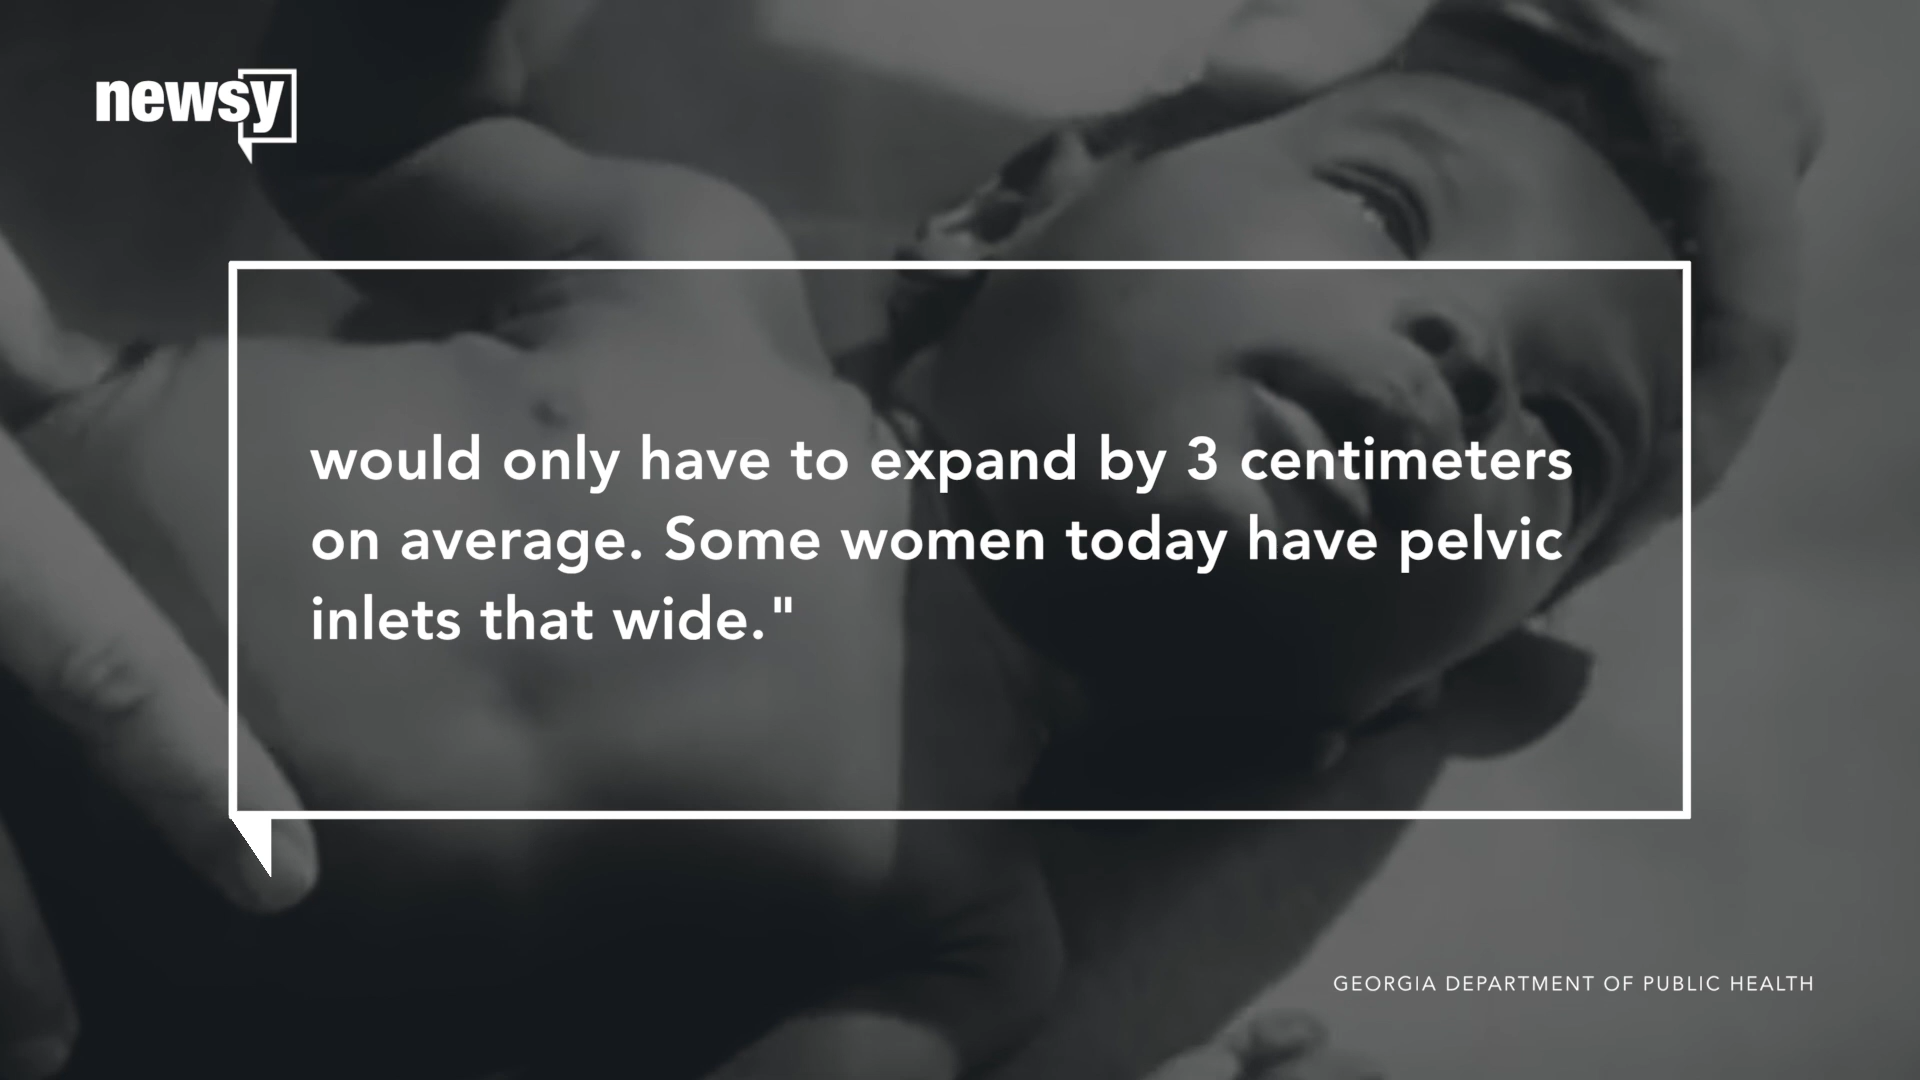 newsy
would only have to expand by 3 centimeters
on average. Some women today have pelvic
inlets that wide."
GEORGIA DEPARTMENT OF PUBLIC HEALTH